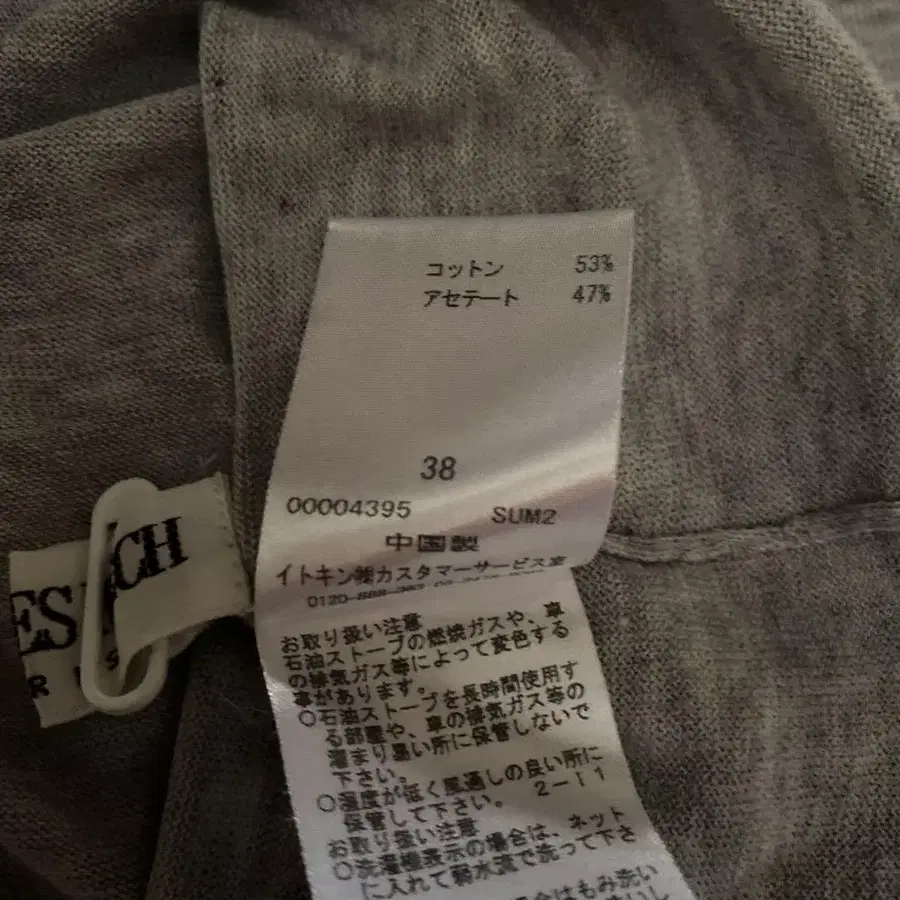 コットン 53%
アセテート 47%
38
00004395 SUM2
中国製
イトキン㈱カスタマーサービス室
お取り扱い注意
石油ストーブの燃焼ガスや、車
の排気ガス等によって変色する
事があります。
○石油ストーブを長時間使用す
る部屋や、車の排気ガス等の
溜まり易い所に保管しないで
下さい。
○湿度が低く風通しの良い所に
保管して下さい。 2-11
お取り扱い注意
○洗濯機表示の場合は、ネット
に入れて弱水流で洗って下さ
はもみ洗い
CH
ES
R